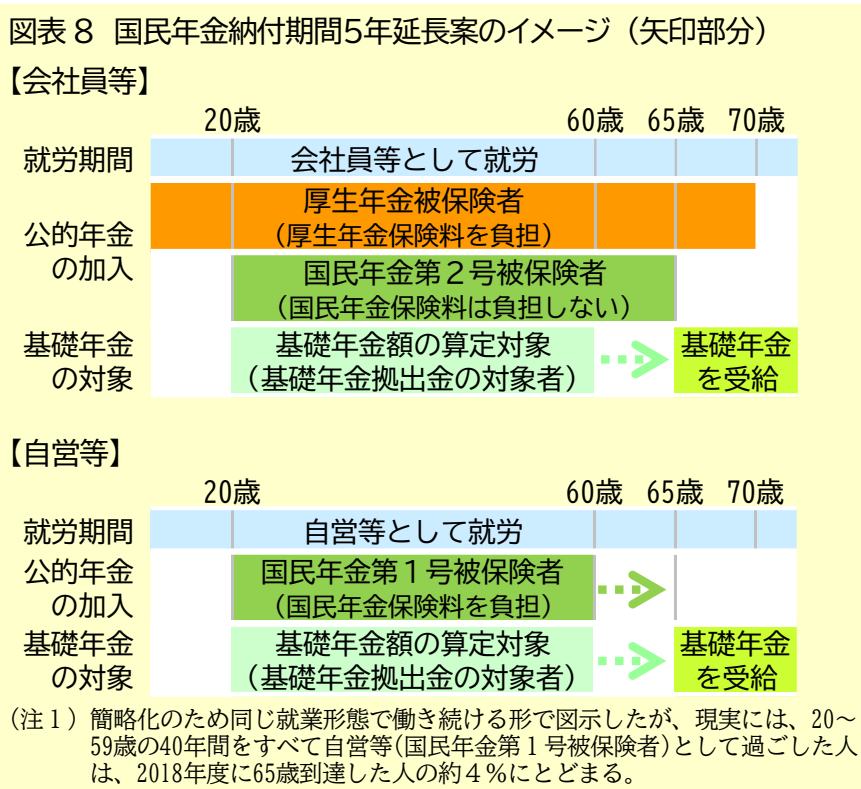 図表８ 国民年金納付期間5年延長案のイメージ（矢印部分）
【会社員等】
20歳 60歳 65歳 70歳
就労期間 会社員等として就労
厚生年金被保険者
公的年金 （厚生年金保険料を負担）
の加入 国民年金第２号被保険者
（国民年金保険料は負担しない）
基礎年金 基礎年金額の算定対象 基礎年金
の対象 （基礎年金拠出金の対象者） を受給
【自営等】
20歳 60歳 65歳 70歳
就労期間 自営等として就労
公的年金 国民年金第１号被保険者
の加入 （国民年金保険料を負担）
基礎年金 基礎年金額の算定対象 基礎年金
の対象 （基礎年金拠出金の対象者） を受給
（注１）簡略化のため同じ就業形態で働き続ける形で図示したが、現実には、20～
59歳の40年間をすべて自営等(国民年金第１号被保険者)として過ごした人
は、2018年度に65歳到達した人の約４％にとどまる。